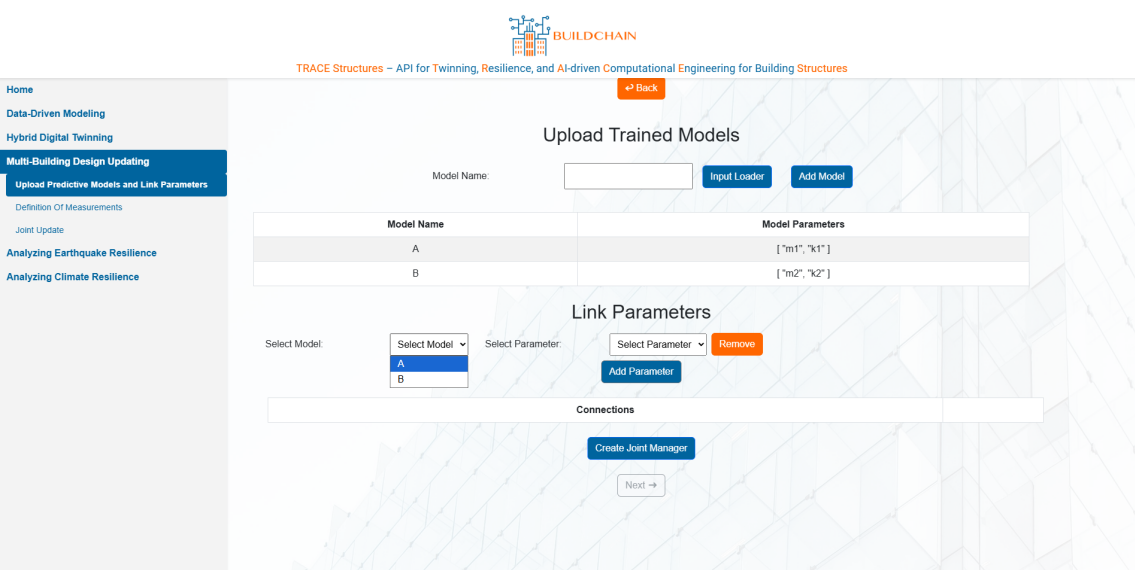 BUILDCHAIN
TRACE Structures – API for Twinning, Resilience, and AI-driven Computational Engineering for Building Structures
Home
Data-Driven Modeling
Hybrid Digital Twinning
Multi-Building Design Updating
Upload Predictive Models and Link Parameters
Definition Of Measurements
Joint Update
Analyzing Earthquake Resilience
Analyzing Climate Resilience
↵ Back
Upload Trained Models
Model Name: Input Loader Add Model
Model Name Model Parameters
A [ "m1", "k1" ]
B [ "m2", "k2" ]
Link Parameters
Select Model: Select Model Select Parameter: Select Parameter Remove
A
B
Add Parameter
Connections
Create Joint Manager
Next ➔